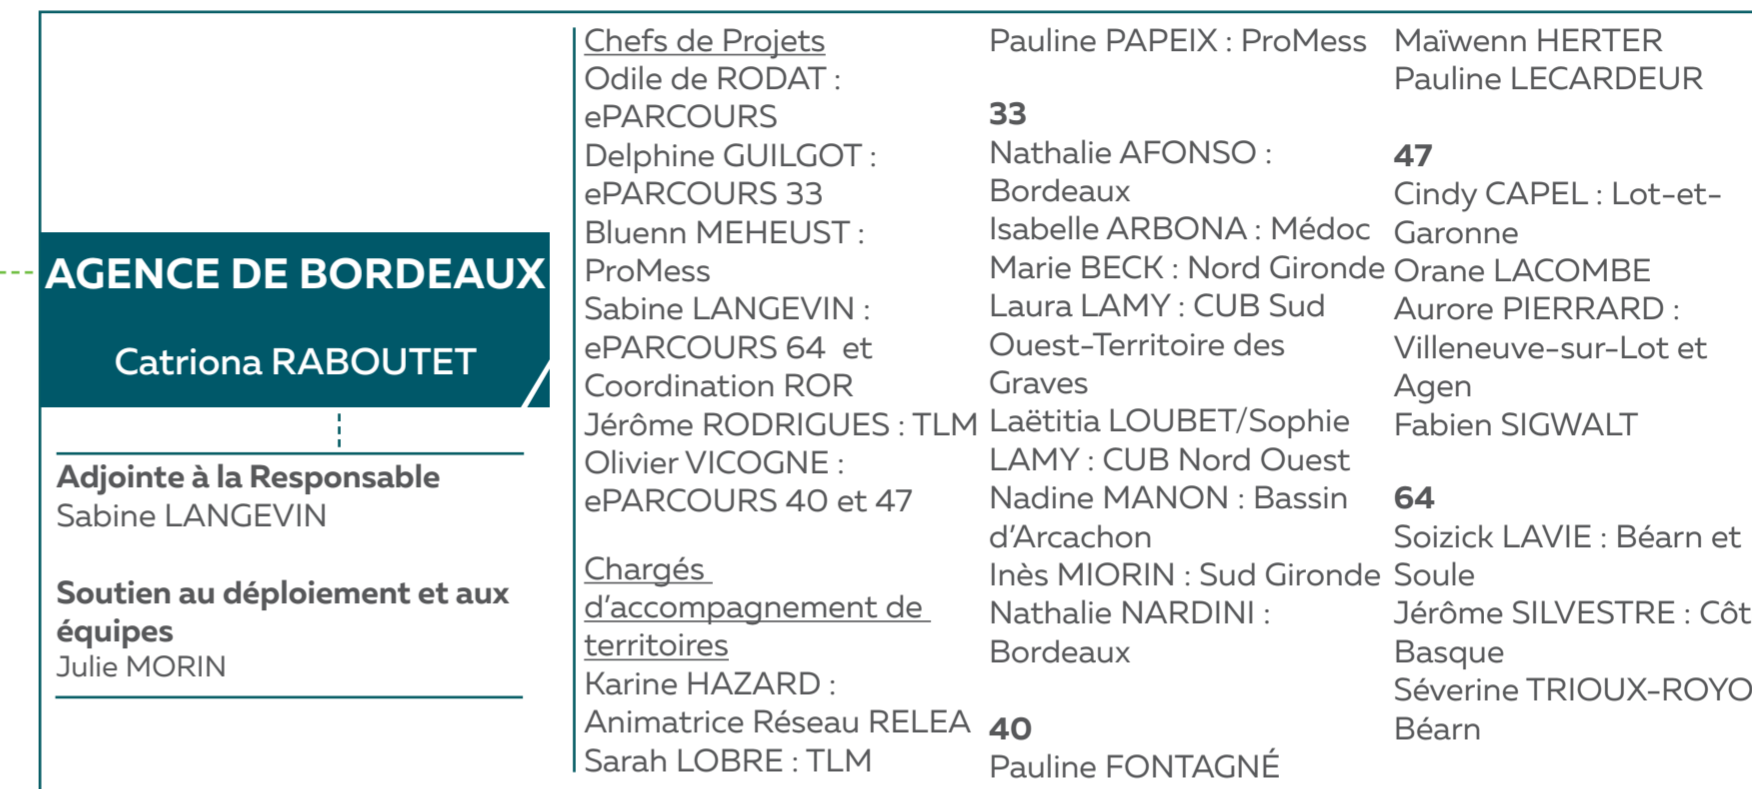 AGENCE DE BORDEAUX
Catriona RABOUTET
Adjointe à la Responsable
Sabine LANGEVIN
Soutien au déploiement et aux
équipes
Julie MORIN
Chefs de Projets
Odile de RODAT :
ePARCOURS
Delphine GUILGOT :
ePARCOURS 33
Bluenn MEHEUST :
ProMess
Sabine LANGEVIN :
ePARCOURS 64 et
Coordination ROR
Jérôme RODRIGUES : TLM
Olivier VICOGNE :
ePARCOURS 40 et 47
Chargés
d'accompagnement de
territoires
Karine HAZARD :
Animatrice Réseau RELEA
Sarah LOBRE : TLM
Pauline PAPEIX : ProMess
33
Nathalie AFONSO :
Bordeaux
Isabelle ARBONA : Médoc
Marie BECK : Nord Gironde
Laura LAMY : CUB Sud
Ouest-Territoire des
Graves
Laëtitia LOUBET/Sophie
LAMY : CUB Nord Ouest
Nadine MANON : Bassin
d'Arcachon
Inès MIORIN : Sud Gironde
Nathalie NARDINI :
Bordeaux
40
Pauline FONTAGNÉ
Maïwenn HERTER
Pauline LECARDEUR
47
Cindy CAPEL : Lot-et-
Garonne
Orane LACOMBE
Aurore PIERRARD :
Villeneuve-sur-Lot et
Agen
Fabien SIGWALT
64
Soizick LAVIE : Béarn et
Soule
Jérôme SILVESTRE : Côt
Basque
Séverine TRIOUX-ROYO
Béarn